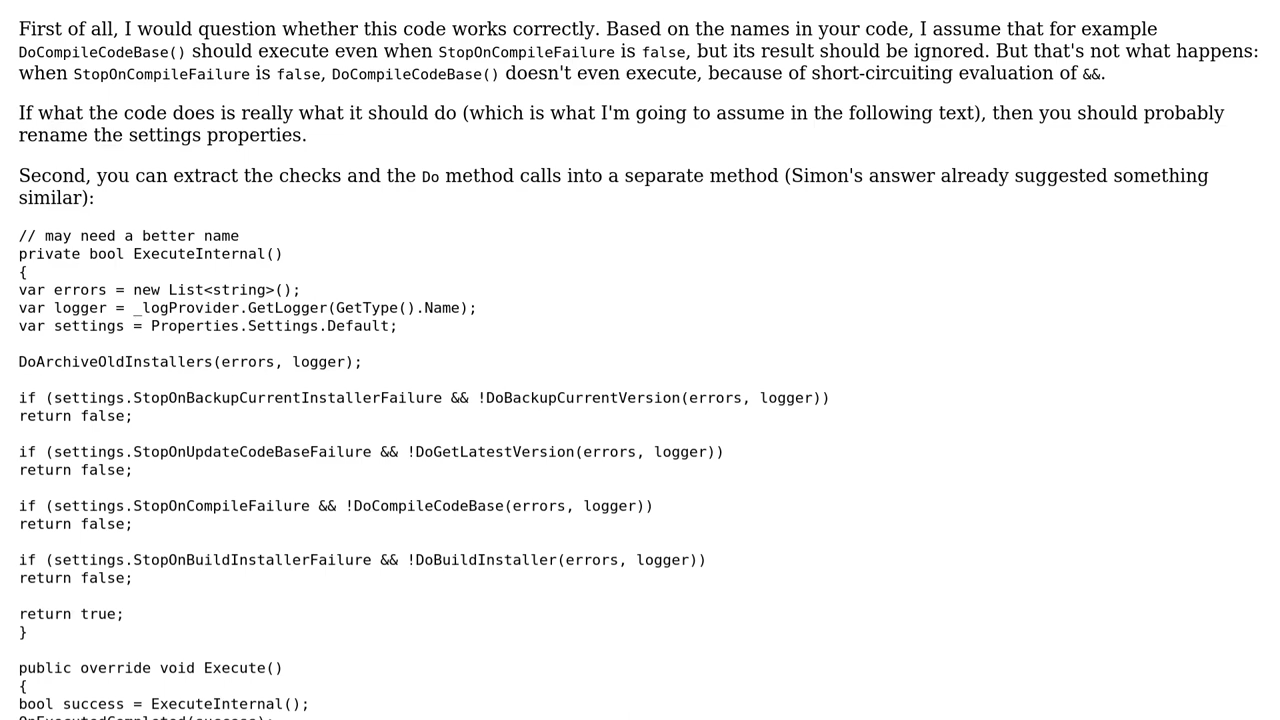 First of all, I would question whether this code works correctly. Based on the names in your code, I assume that for example
DoCompileCodeBase() should execute even when StopOnCompileFailure is false, but its result should be ignored. But that's not what happens:
when StopOnCompileFailure is false, DoCompileCodeBase() doesn't even execute, because of short-circuiting evaluation of &&.
If what the code does is really what it should do (which is what I'm going to assume in the following text), then you should probably
rename the settings properties.
Second, you can extract the checks and the Do method calls into a separate method (Simon's answer already suggested something
similar):
// may need a better name
private bool ExecuteInternal()
{
var errors = new List<string>();
var logger = _logProvider.GetLogger(GetType().Name);
var settings = Properties.Settings.Default;
DoArchiveOldInstallers(errors, logger);
if (settings.StopOnBackupCurrentInstallerFailure && !DoBackupCurrentVersion(errors, logger))
return false;
if (settings.StopOnUpdateCodeBaseFailure && !DoGetLatestVersion(errors, logger))
return false;
if (settings.StopOnCompileFailure && !DoCompileCodeBase(errors, logger))
return false;
if (settings.StopOnBuildInstallerFailure && !DoBuildInstaller(errors, logger))
return false;
return true;
}
public override void Execute()
{
bool success = ExecuteInternal();
OnExecutedCompleted(success);